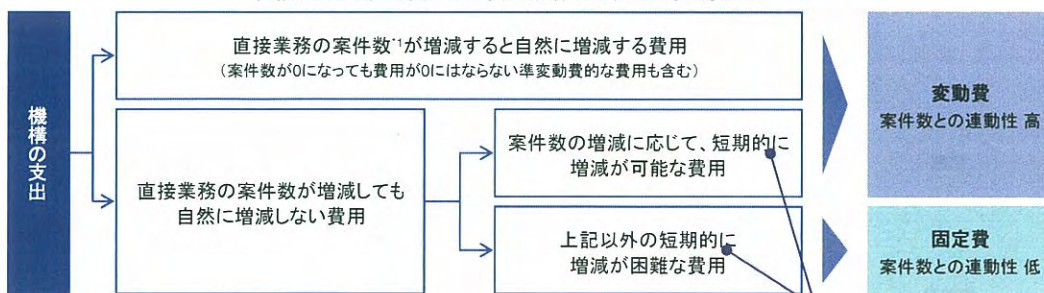 機構の支出
直接業務の案件数*1が増減すると自然に増減する費用
(案件数が0になっても費用が0にはならない準変動費的な費用も含む)
直接業務の案件数が増減しても
自然に増減しない費用
案件数の増減に応じて、短期的に
増減が可能な費用
上記以外の短期的に
増減が困難な費用
変動費
案件数との連動性 高
固定費
案件数との連動性 低